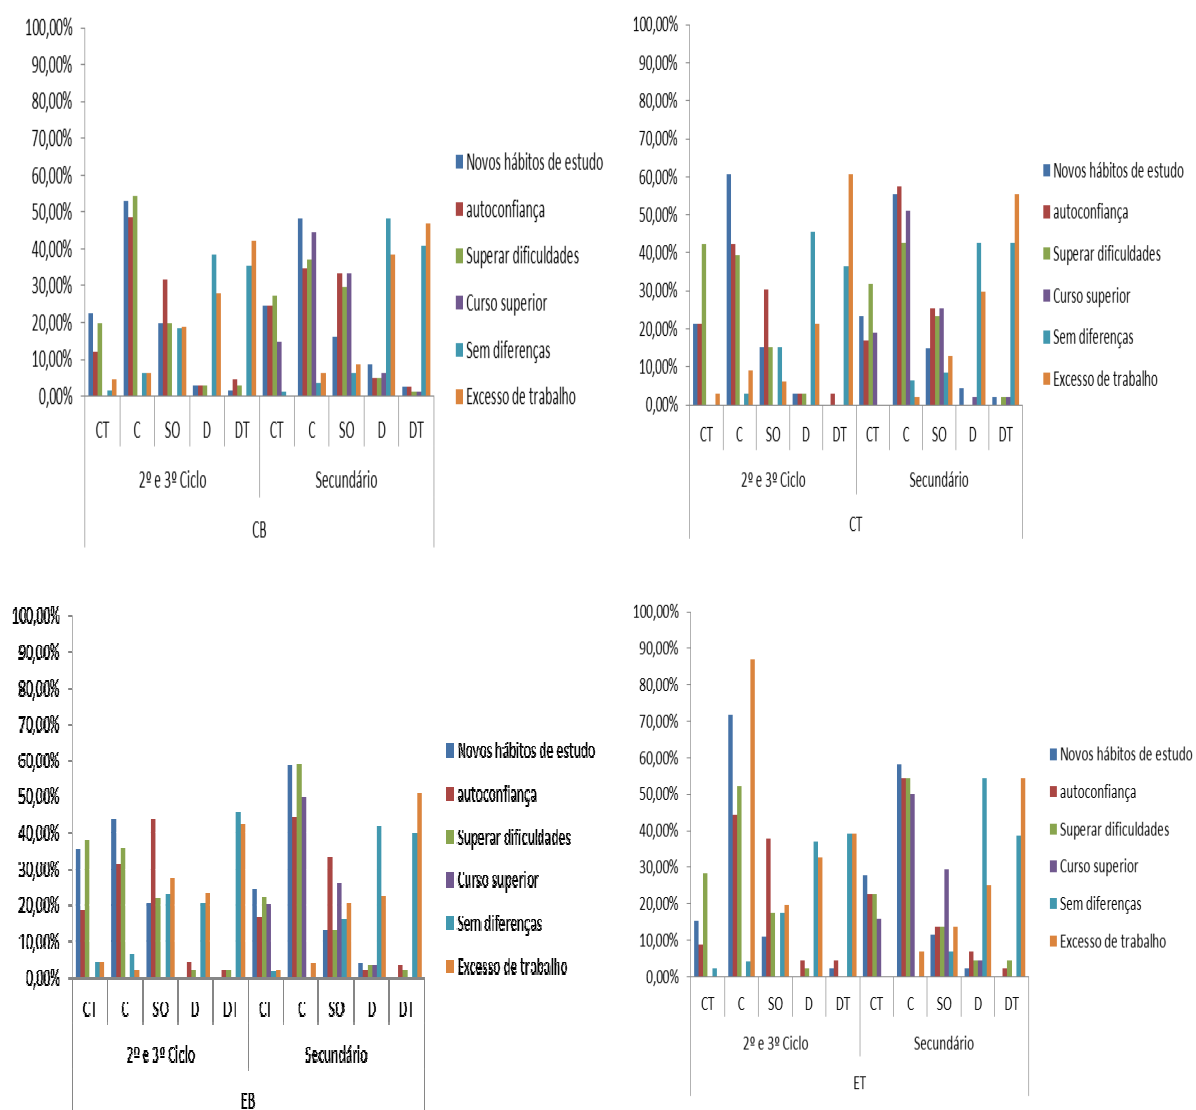 100,00%
90,00%
80,00%
70,00%
60,00%
50,00%
40,00%
30,00%
20,00%
10,00%
0,00%
CT C SO D DT CT C SO D DT
2º e 3º Ciclo Secundário
CB
Novos hábitos de estudo
autoconfiança
Superar dificuldades
Curso superior
Sem diferenças
Excesso de trabalho
100,00%
90,00%
80,00%
70,00%
60,00%
50,00%
40,00%
30,00%
20,00%
10,00%
0,00%
CT C SO D DT CT C SO D DT
2º e 3º Ciclo Secundário
CT
Novos hábitos de estudo
autoconfiança
Superar dificuldades
Curso superior
Sem diferenças
Excesso de trabalho
100,00%
90,00%
80,00%
70,00%
60,00%
50,00%
40,00%
30,00%
20,00%
10,00%
0,00%
CT C SO D DT CT C SO D DT
2º e 3º Ciclo Secundário
EB
Novos hábitos de estudo
autoconfiança
Superar dificuldades
Curso superior
Sem diferenças
Excesso de trabalho
100,00%
90,00%
80,00%
70,00%
60,00%
50,00%
40,00%
30,00%
20,00%
10,00%
0,00%
CT C SO D DT CT C SO D DT
2º e 3º Ciclo Secundário
ET
Novos hábitos de estudo
autoconfiança
Superar dificuldades
Curso superior
Sem diferenças
Excesso de trabalho